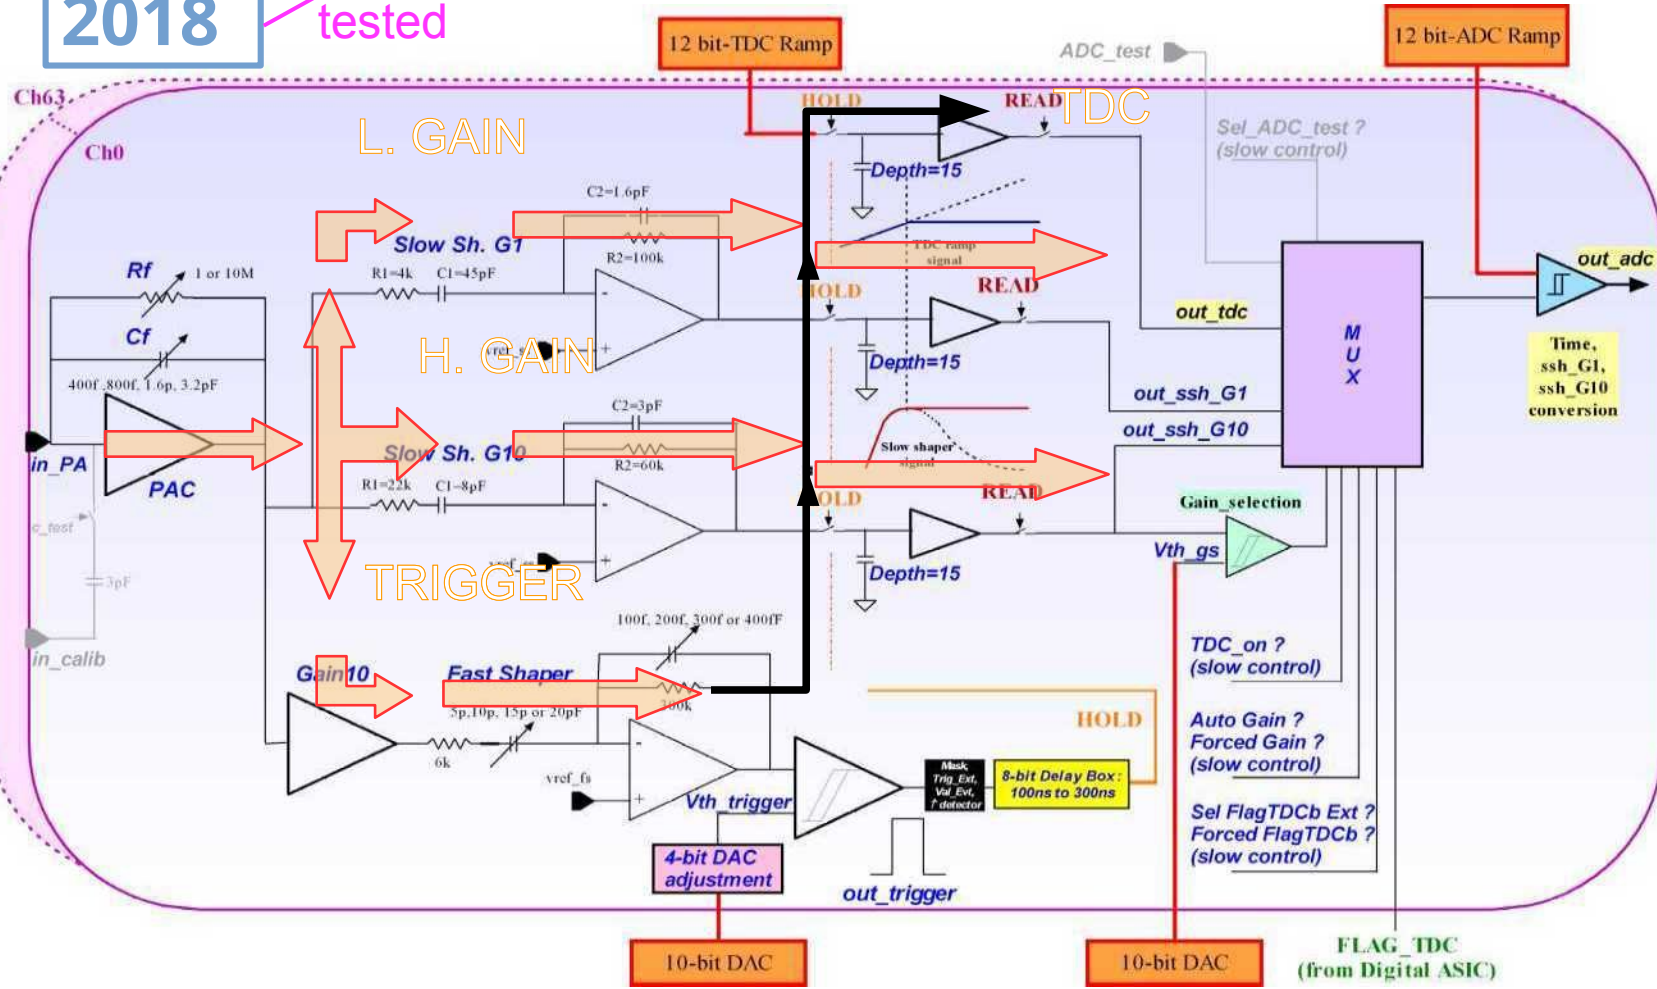 2018
tested
12 bit-TDC Ramp
12 bit-ADC Ramp
ADC_test
Ch63
Ch0
HOLD
READ
TDC
L. GAIN
Sel_ADC_test ?
(slow control)
Depth=15
C2=1.6pF
R2=100k
Slow Sh. G1
R1=4k
C1=45pF
TDC ramp
signal
Rf
1 or 10M
Cf
400f ,800f, 1.6p, 3.2pF
HOLD
READ
out_tdc
out_adc
M
U
X
Time,
ssh_G1,
ssh_G10
conversion
H. GAIN
Depth=15
out_ssh_G1
out_ssh_G10
C2=3pF
R2=60k
Slow Sh. G10
R1=22k
C1=8pF
Slow shaper
signal
in_PA
PAC
HOLD
READ
Gain_selection
Vth_gs
c_test
3pF
in_calib
TRIGGER
Depth=15
100f, 200f, 300f or 400fF
Gain10
Fast Shaper
5p,10p, 15p or 20pF
6k
vref_fs
Vth_trigger
HOLD
Mask,
Trig_Ext,
Val_Evt,
↑ detector
8-bit Delay Box:
100ns to 300ns
TDC_on ?
(slow control)
Auto Gain ?
Forced Gain ?
(slow control)
Sel FlagTDCb Ext ?
Forced FlagTDCb ?
(slow control)
4-bit DAC
adjustment
out_trigger
10-bit DAC
10-bit DAC
FLAG_TDC
(from Digital ASIC)